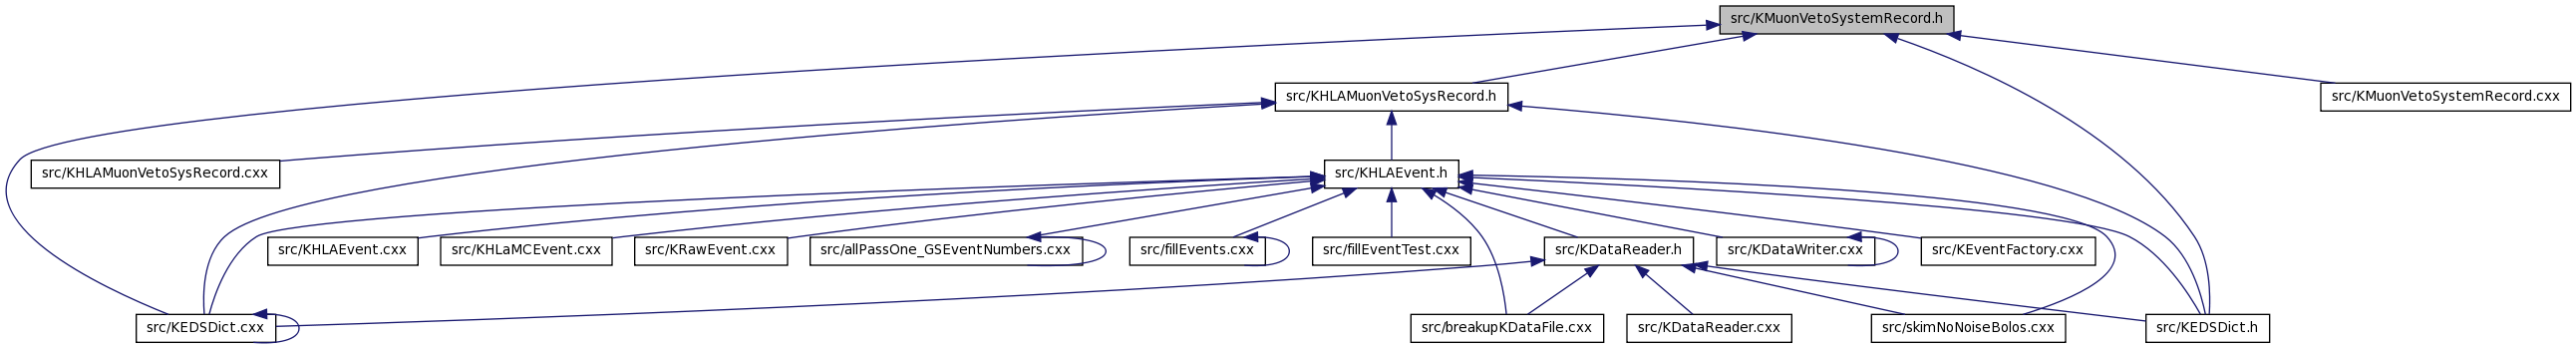 src/KMuonVetoSystemRecord.h
src/KHLAMuonVetoSysRecord.h
src/KMuonVetoSystemRecord.cxx
src/KHLAMuonVetoSysRecord.cxx
src/KHLAEvent.h
src/KHLAEvent.cxx
src/KHLaMCEvent.cxx
src/KRawEvent.cxx
src/allPassOne_GSEventNumbers.cxx
src/fillEvents.cxx
src/fillEventTest.cxx
src/KDataReader.h
src/KDataWriter.cxx
src/KEventFactory.cxx
src/KEDSDict.cxx
src/breakupKDataFile.cxx
src/KDataReader.cxx
src/skimNoNoiseBolos.cxx
src/KEDSDict.h